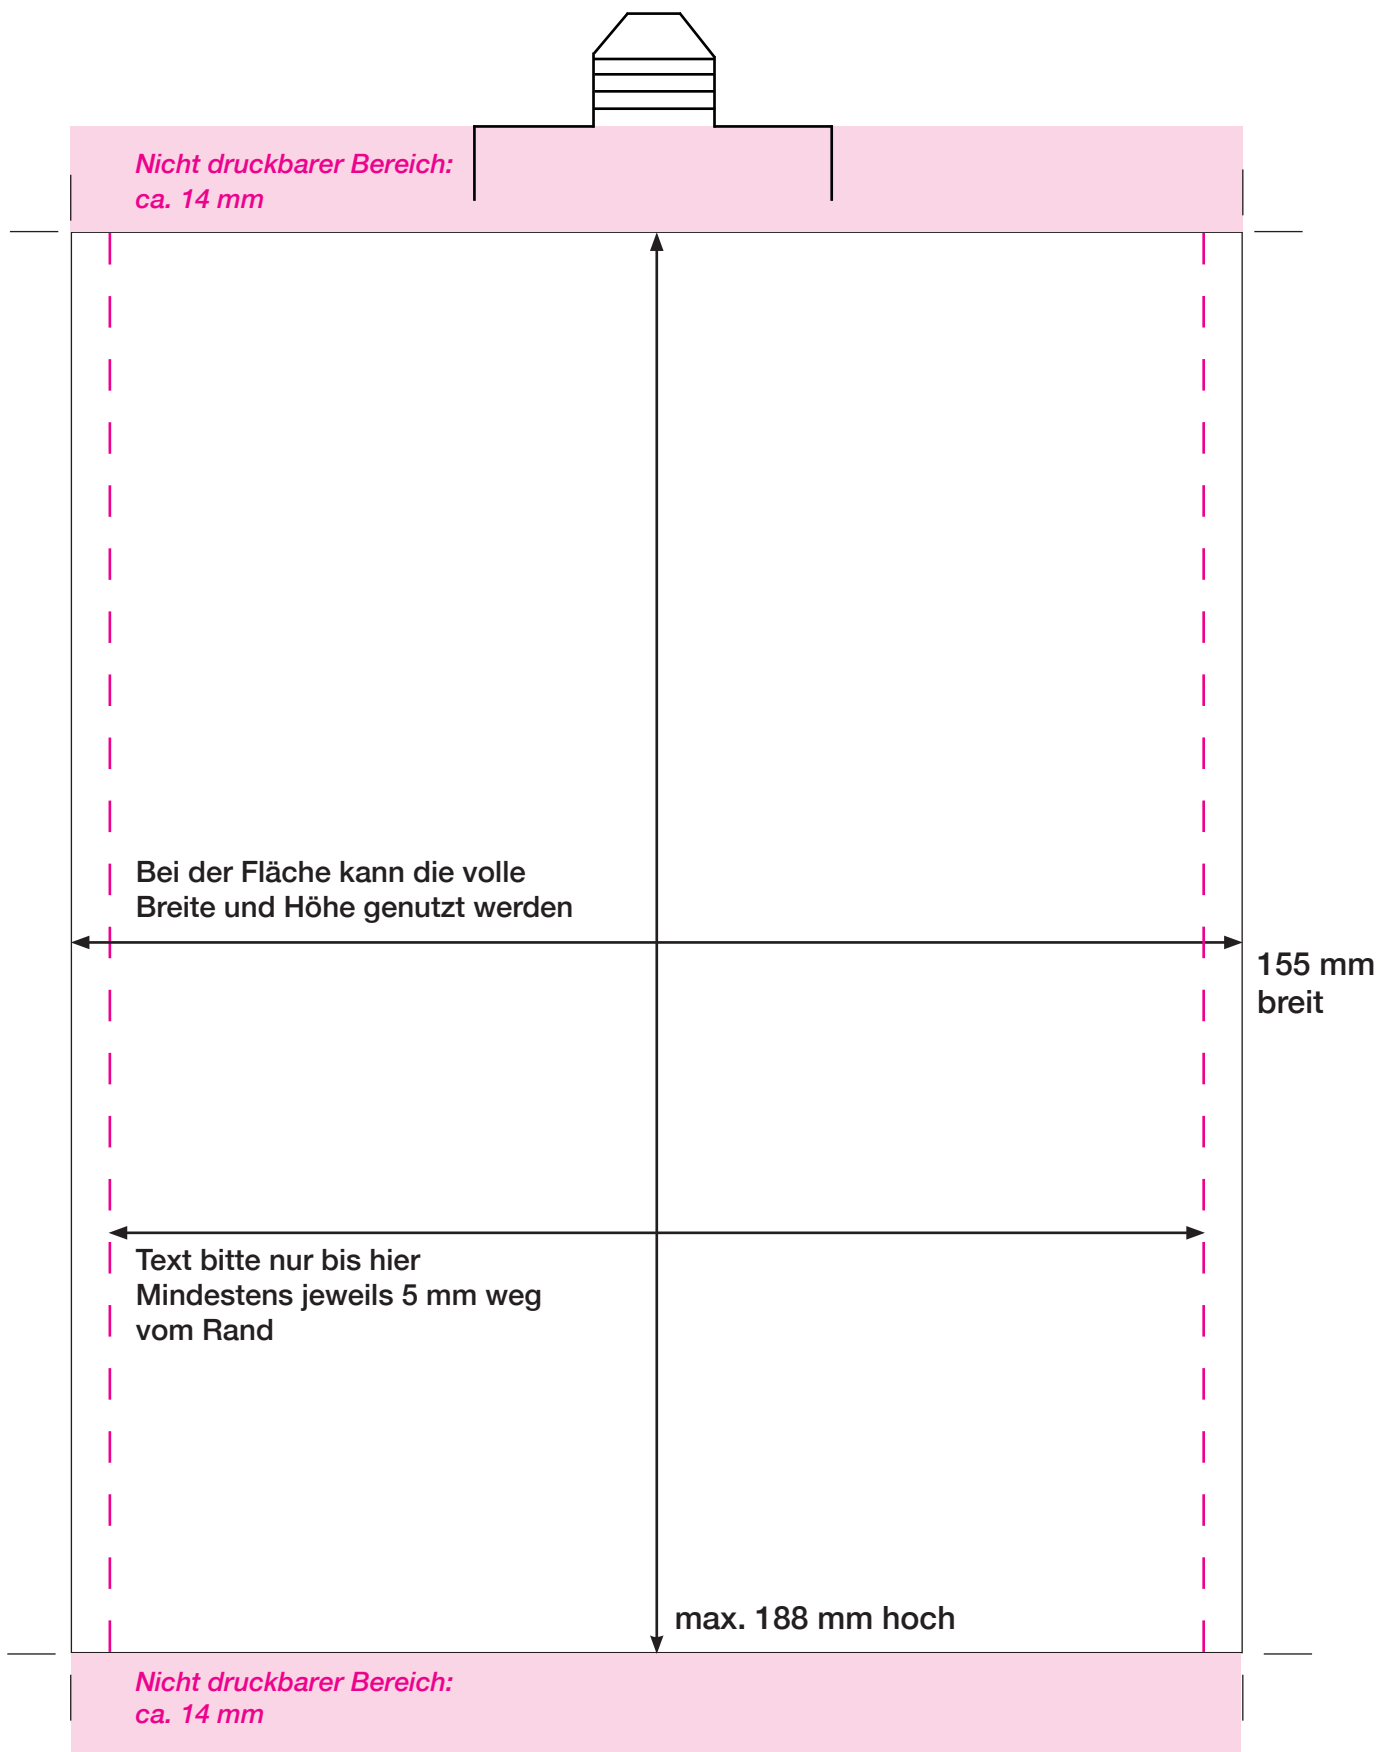 Nicht druckbarer Bereich:
ca. 14 mm
Bei der Fläche kann die volle
Breite und Höhe genutzt werden
155 mm
breit
Text bitte nur bis hier
Mindestens jeweils 5 mm weg
vom Rand
max. 188 mm hoch
Nicht druckbarer Bereich:
ca. 14 mm